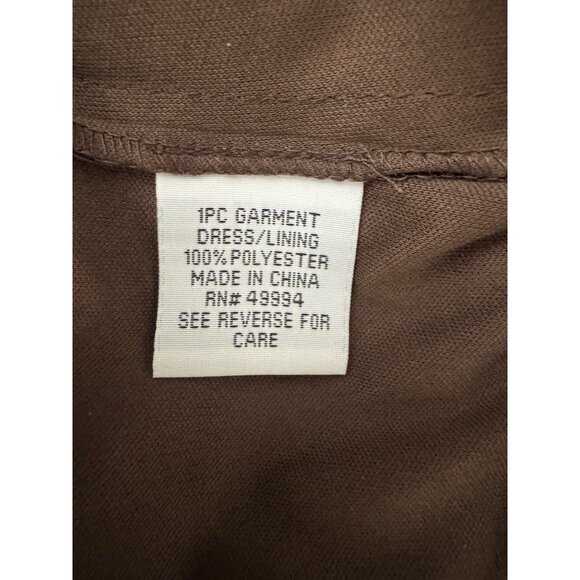 1PC GARMENT
DRESS/LINING
100% POLYESTER
MADE IN CHINA
RN# 49994
SEE REVERSE FOR
CARE